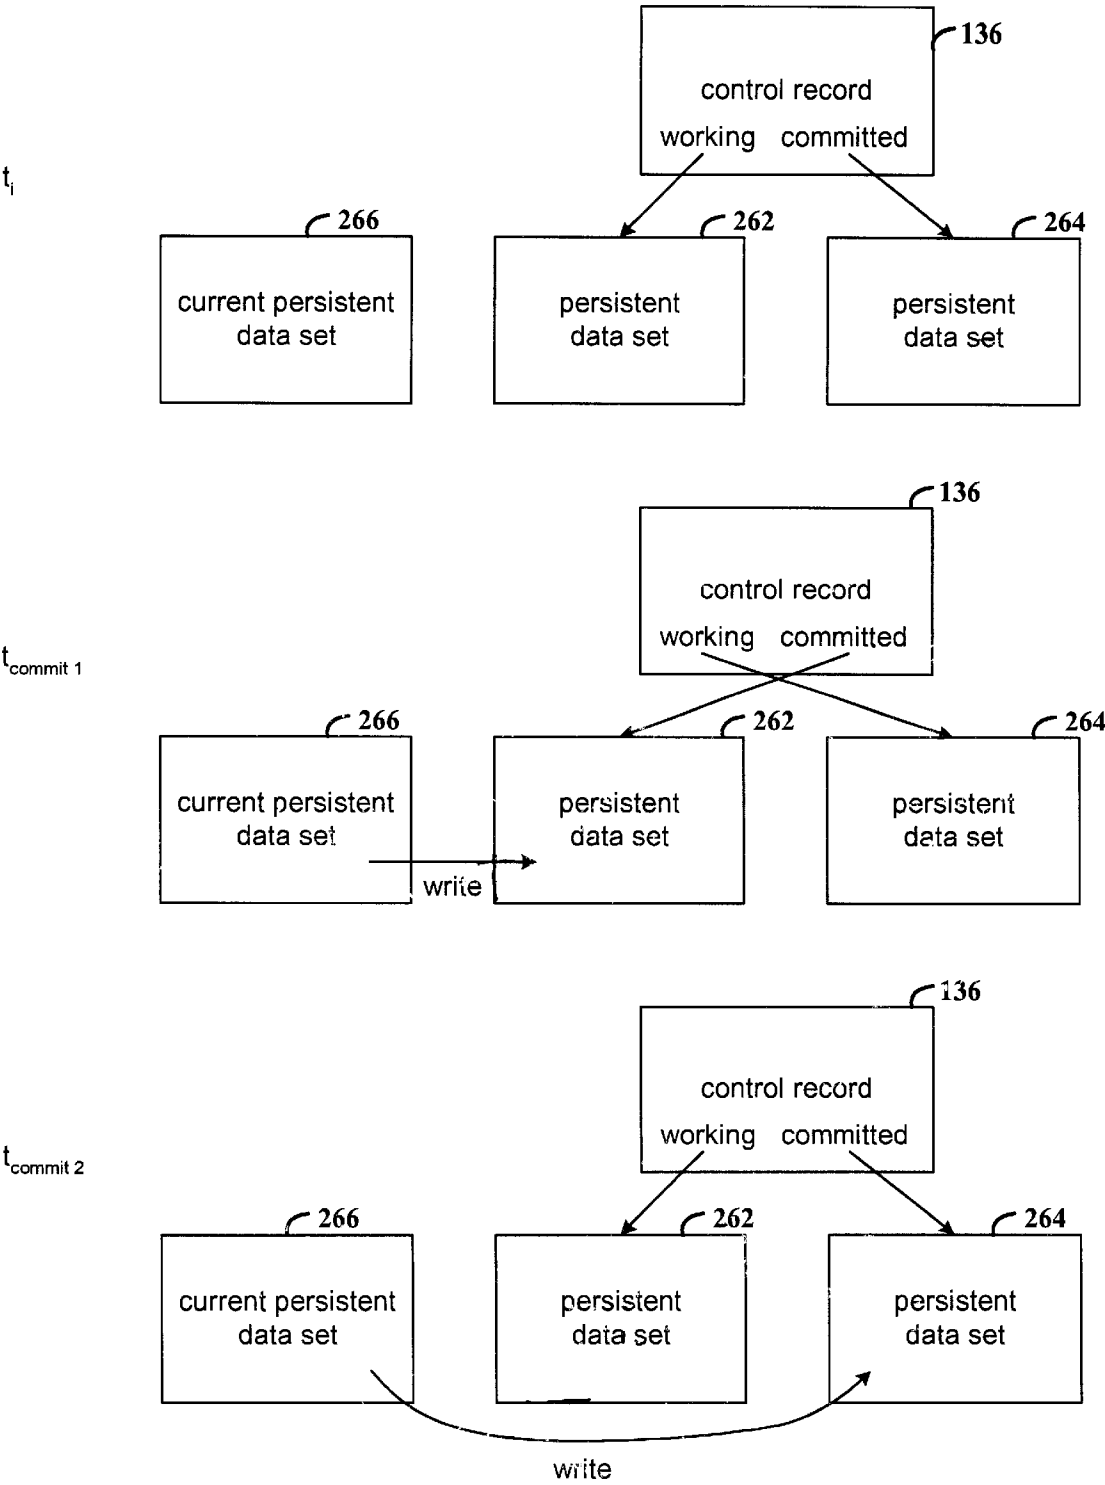 136
control record
working committed
t_i
266
262
264
current persistent
data set
persistent
data set
persistent
data set
136
control record
working committed
t_commit 1
266
262
264
current persistent
data set
persistent
data set
persistent
data set
write
136
control record
working committed
t_commit 2
266
262
264
current persistent
data set
persistent
data set
persistent
data set
write